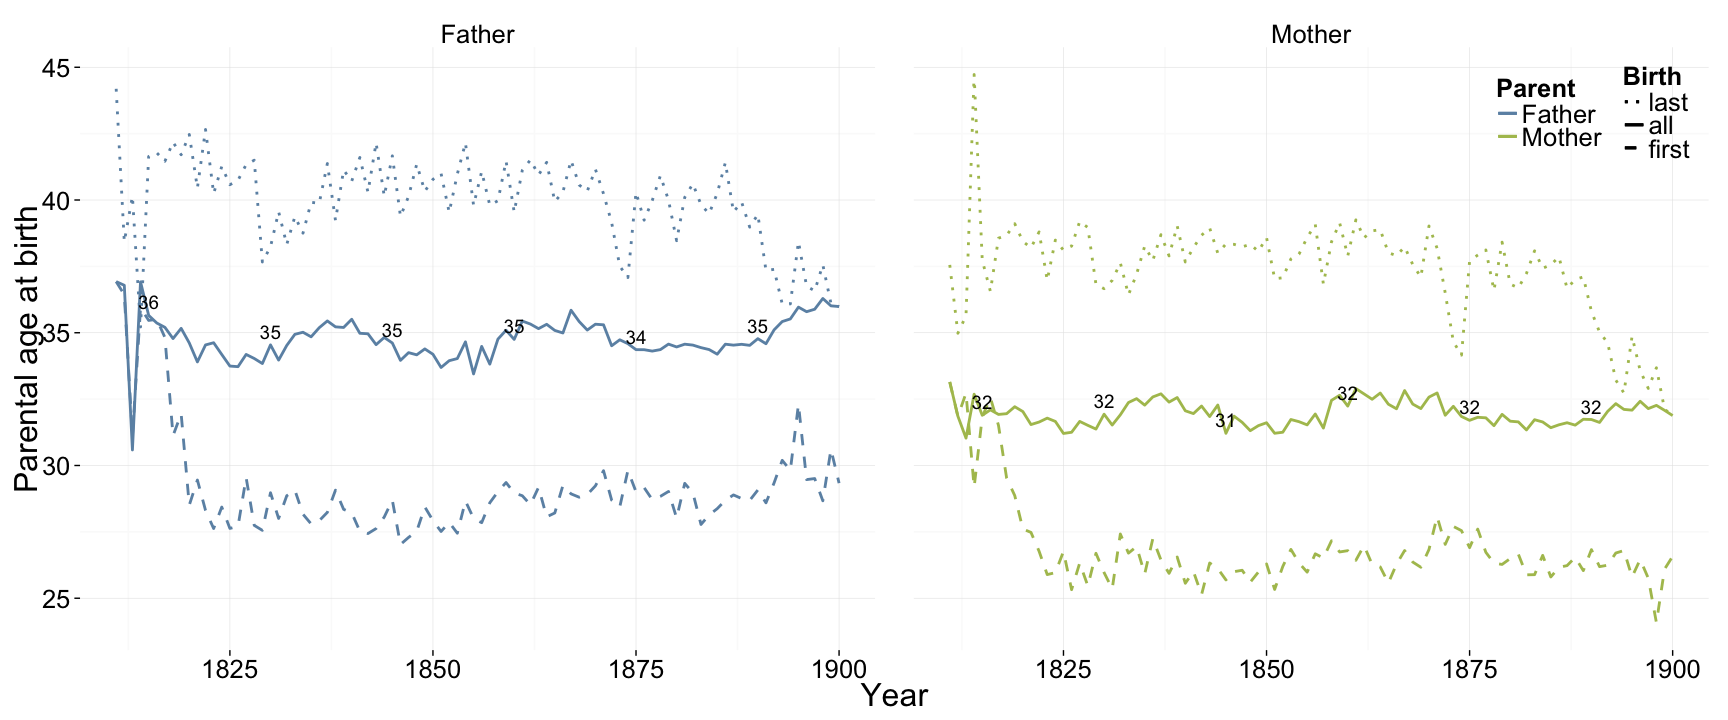 Father
Mother
Parental age at birth
45
40
35
30
25
36
35
35
35
34
35
32
32
31
32
32
32
Parent
Father
Mother
Birth
last
all
first
1825
1850
1875
1900
1825
1850
1875
1900
Year